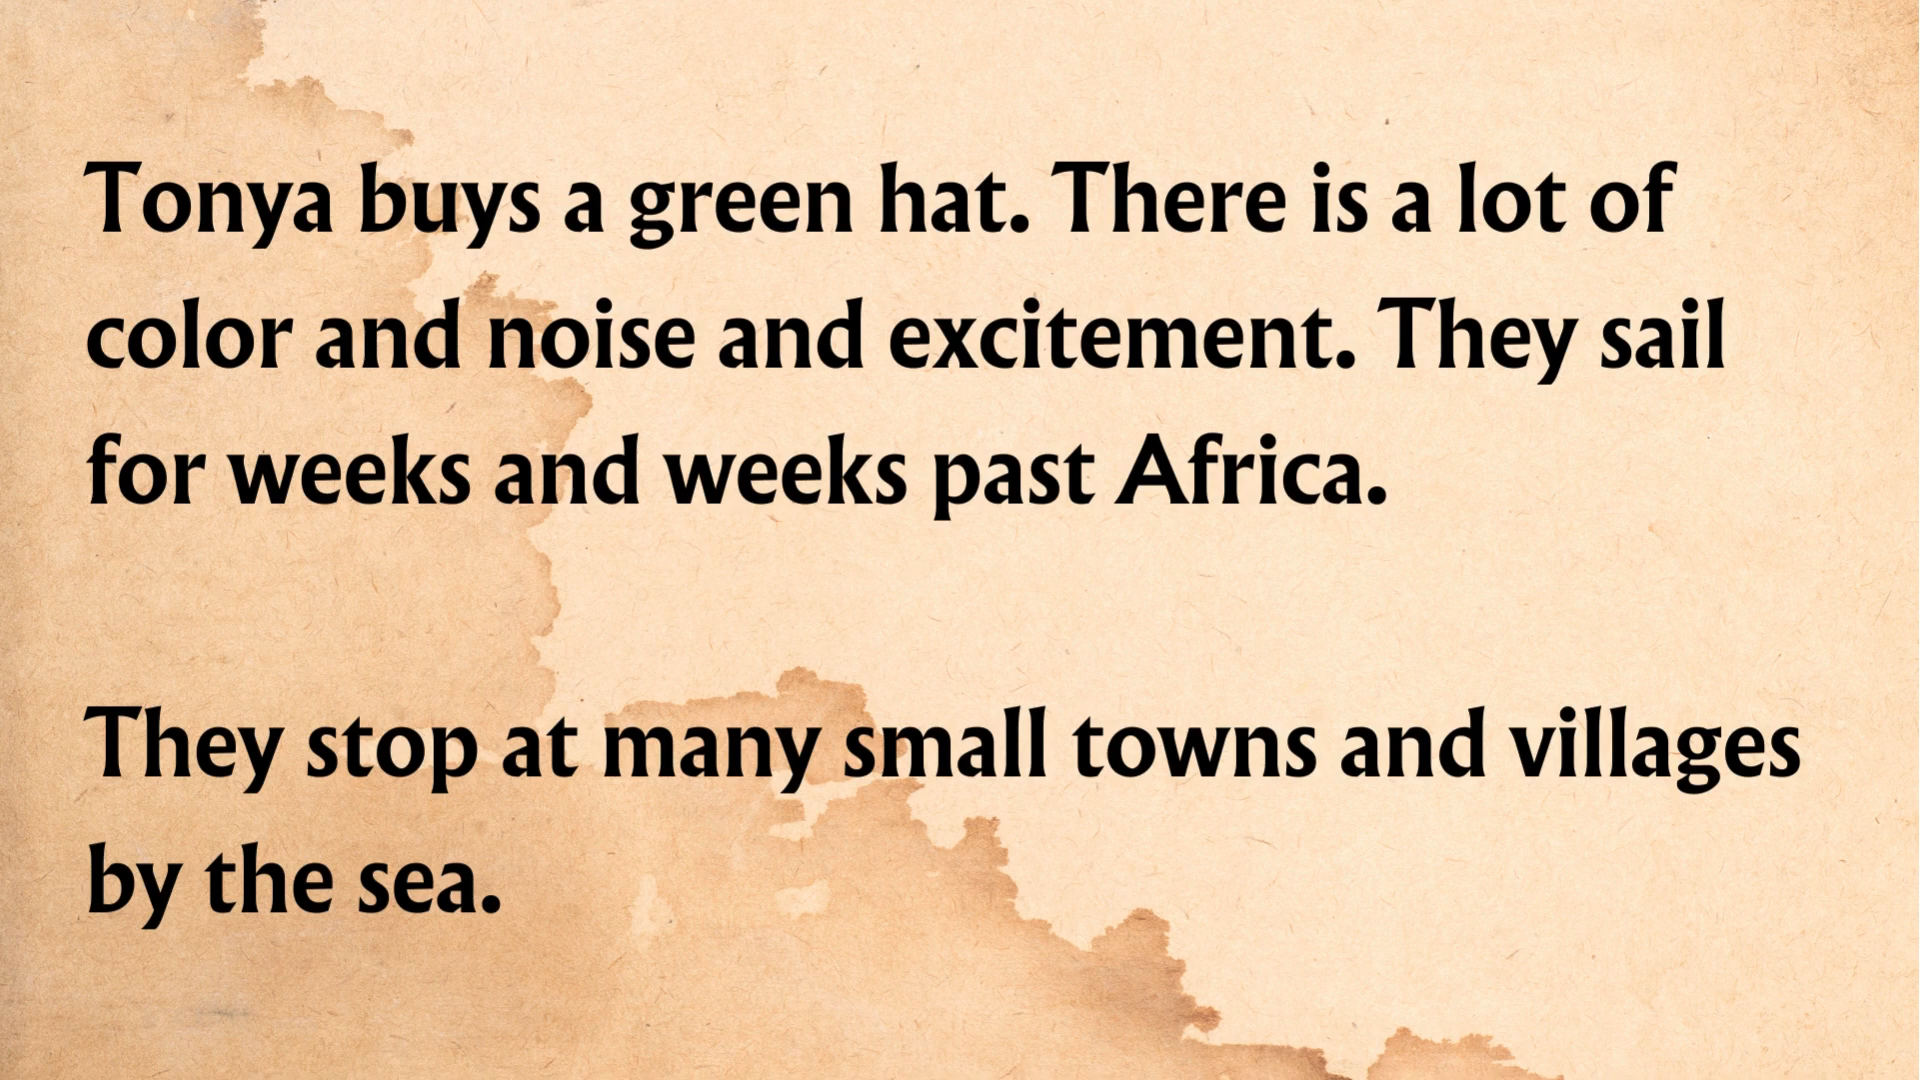 Tonya buys a green hat. There is a lot of
color and noise and excitement. They sail
for weeks and weeks past Africa.
They stop at many small towns and villages
by the sea.